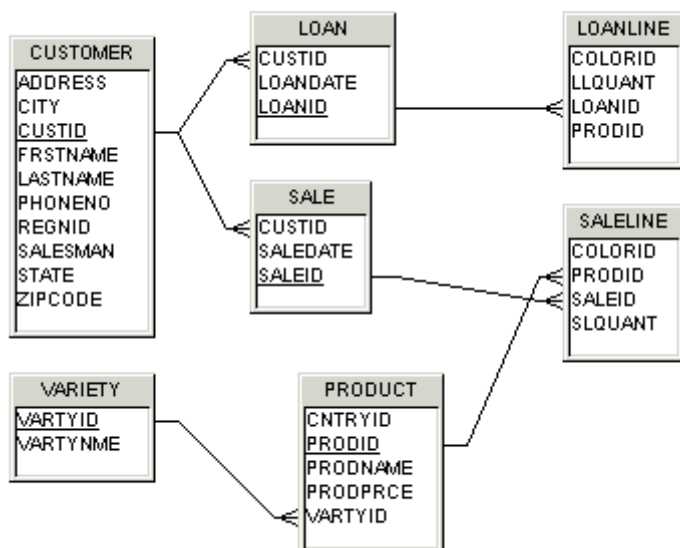 CUSTOMER
ADDRESS
CITY
CUSTID
FRSTNAME
LASTNAME
PHONENO
REGNID
SALESMAN
STATE
ZIPCODE
LOAN
CUSTID
LOANDATE
LOANID
LOANLINE
COLORID
LLQUANT
LOANID
PRODID
SALE
CUSTID
SALEDATE
SALEID
SALELINE
COLORID
PRODID
SALEID
SLQUANT
VARIETY
VARTYID
VARTYNME
PRODUCT
CNTRYID
PRODID
PRODNAME
PRODPRCE
VARTYID